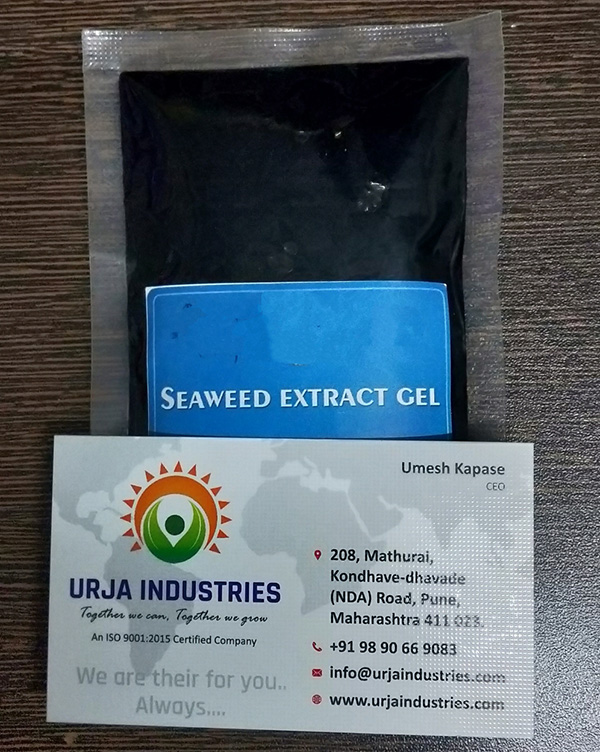 SEAWEED EXTRACT GEL
Umesh Kapase
CEO
URJA INDUSTRIES
Together we can, Together we grow
An ISO 9001:2015 Certified Company
We are their for you..
Always....
208, Mathurai,
Kondhave-dhavade
(NDA) Road, Pune,
Maharashtra 411 023.
+91 98 90 66 9083
info@urjaindustries.com
www.urjaindustries.com